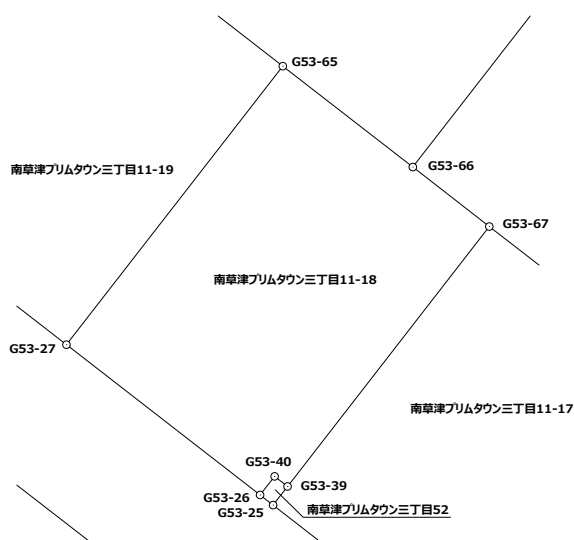 G53-65
南草津プリムタウン三丁目11-19
G53-66
G53-67
南草津プリムタウン三丁目11-18
G53-27
南草津プリムタウン三丁目11-17
G53-40
G53-39
G53-26
南草津プリムタウン三丁目52
G53-25